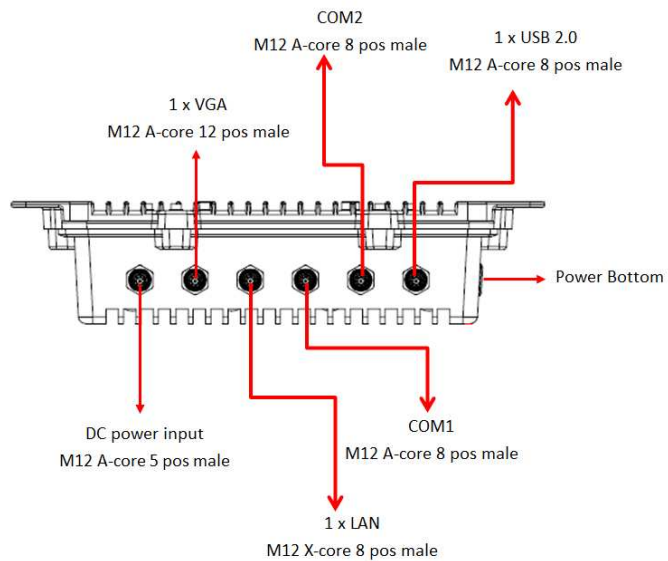 COM2
M12 A-core 8 pos male
1 x USB 2.0
M12 A-core 8 pos male
1 x VGA
M12 A-core 12 pos male
Power Bottom
DC power input
M12 A-core 5 pos male
COM1
M12 A-core 8 pos male
1 x LAN
M12 X-core 8 pos male